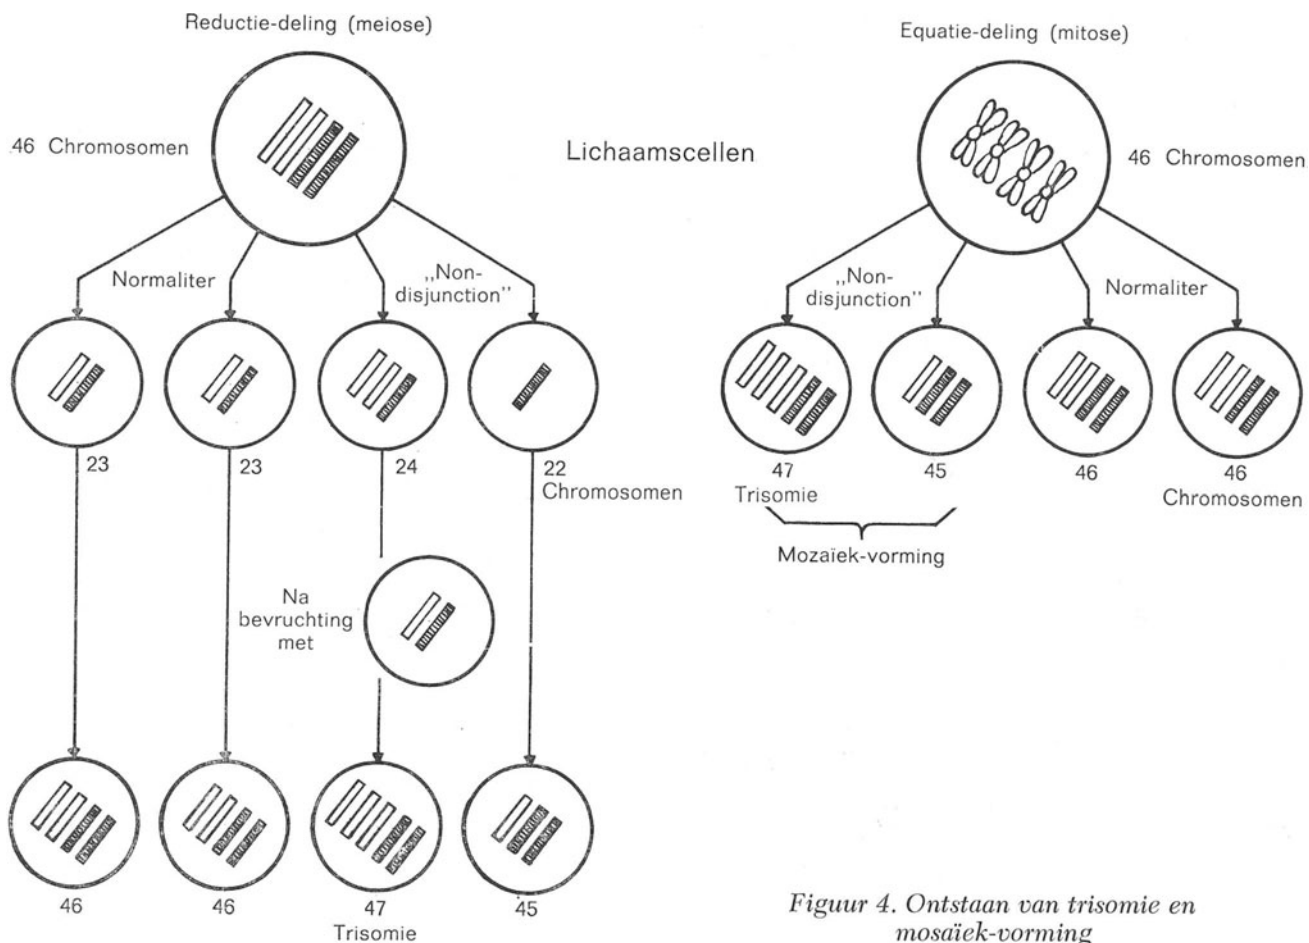 Reductie-deling (meiose)
46 Chromosomen
Normaliter
„Non-
disjunction"
23
23
24
22
Chromosomen
Na
bevruchting
met
46
46
47
45
Trisomie
Lichaamscellen
Equatie-deling (mitose)
46 Chromosomen
„Non-
disjunction"
Normaliter
47
45
46
46
Trisomie
Chromosomen
Mozaïek-vorming
Figuur 4. Ontstaan van trisomie en
mosaïek-vorming